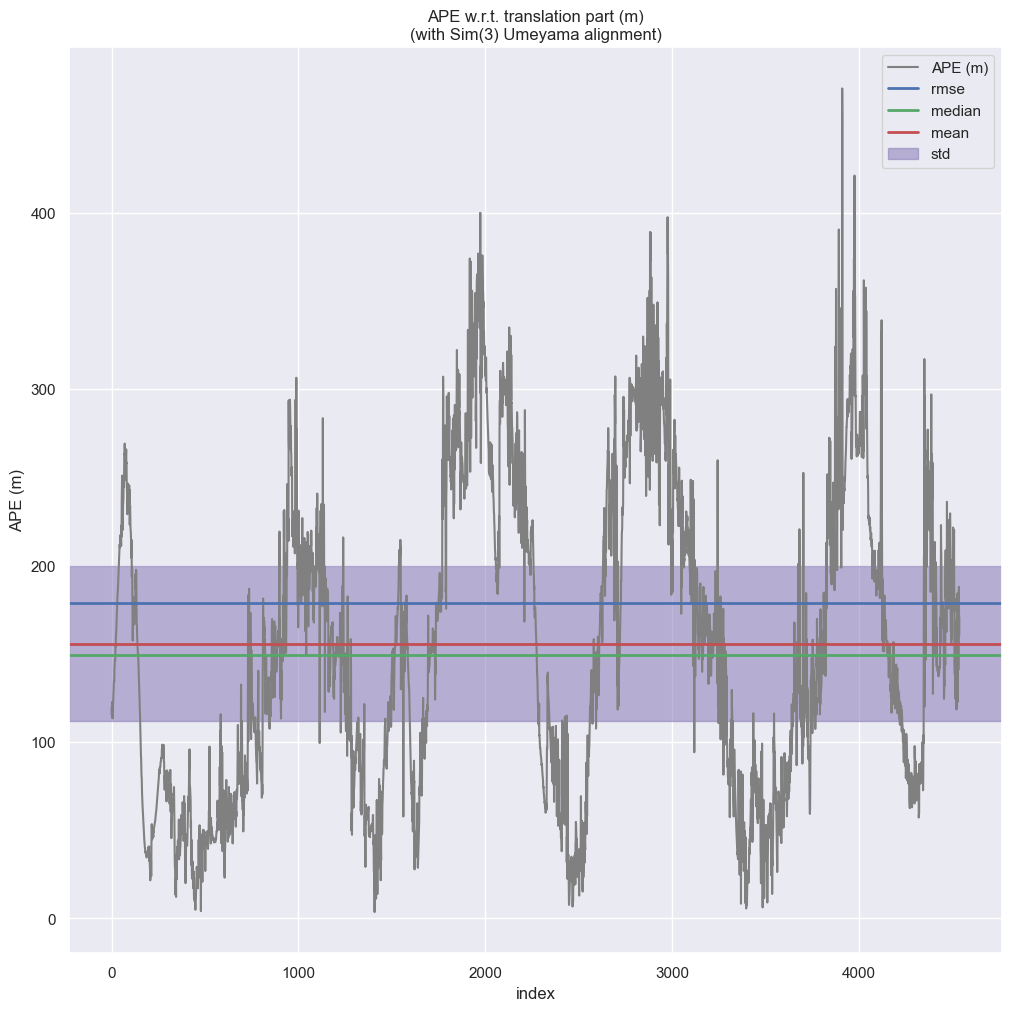 APE w.r.t. translation part (m)
(with Sim(3) Umeyama alignment)
APE (m)
rmse
median
mean
std
400
300
200
100
0
APE (m)
0 1000 2000 3000 4000
index